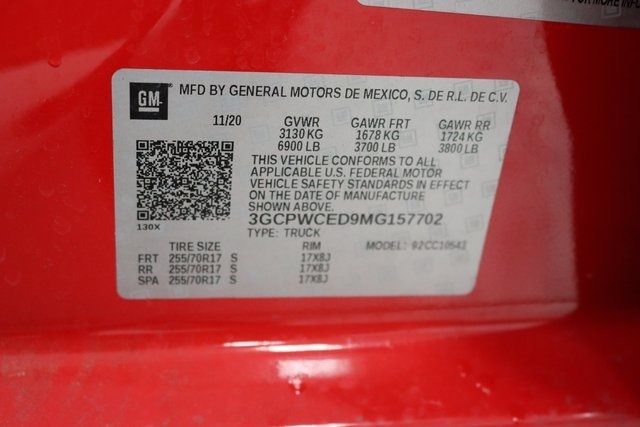 FOR MORE INFO
GM
MFD BY GENERAL MOTORS DE MEXICO, S. DE R.L. DE C.V.
11/20 GVWR GAWR FRT GAWR RR
3130 KG 1678 KG 1724 KG
6900 LB 3700 LB 3800 LB
THIS VEHICLE CONFORMS TO ALL
APPLICABLE U.S. FEDERAL MOTOR
VEHICLE SAFETY STANDARDS IN EFFECT
ON THE DATE OF MANUFACTURE
SHOWN ABOVE.
3GCPWCED9MG157702
130X
TYPE: TRUCK
TIRE SIZE RIM MODEL: 92CC10543
FRT 255/70R17 S 17X8J
RR 255/70R17 S 17X8J
SPA 255/70R17 S 17X8J